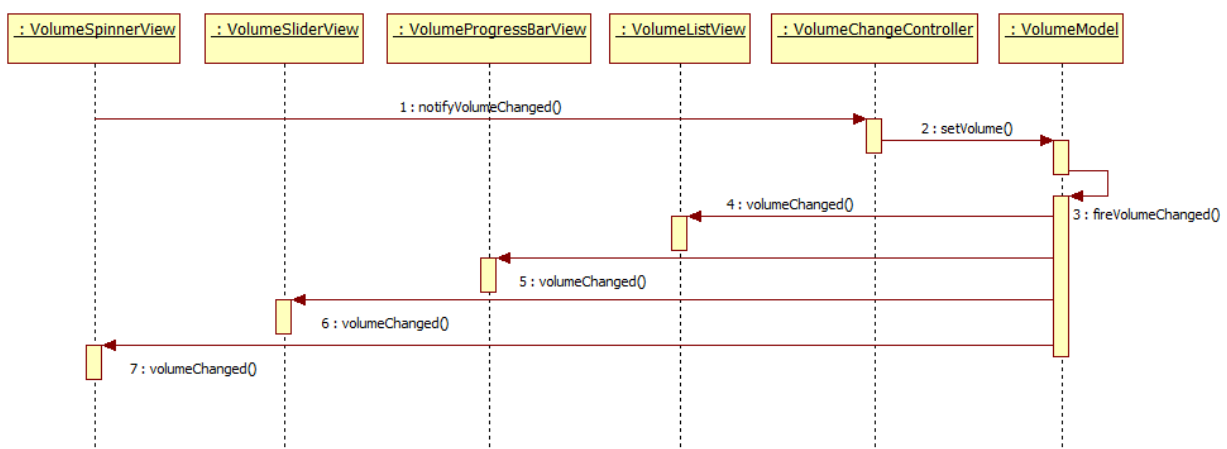 : VolumeSpinnerView
: VolumeSliderView
: VolumeProgressBarView
: VolumeListView
: VolumeChangeController
: VolumeModel
1 : notifyVolumeChanged()
2 : setVolume()
4 : volumeChanged()
3 : fireVolumeChanged()
5 : volumeChanged()
6 : volumeChanged()
7 : volumeChanged()